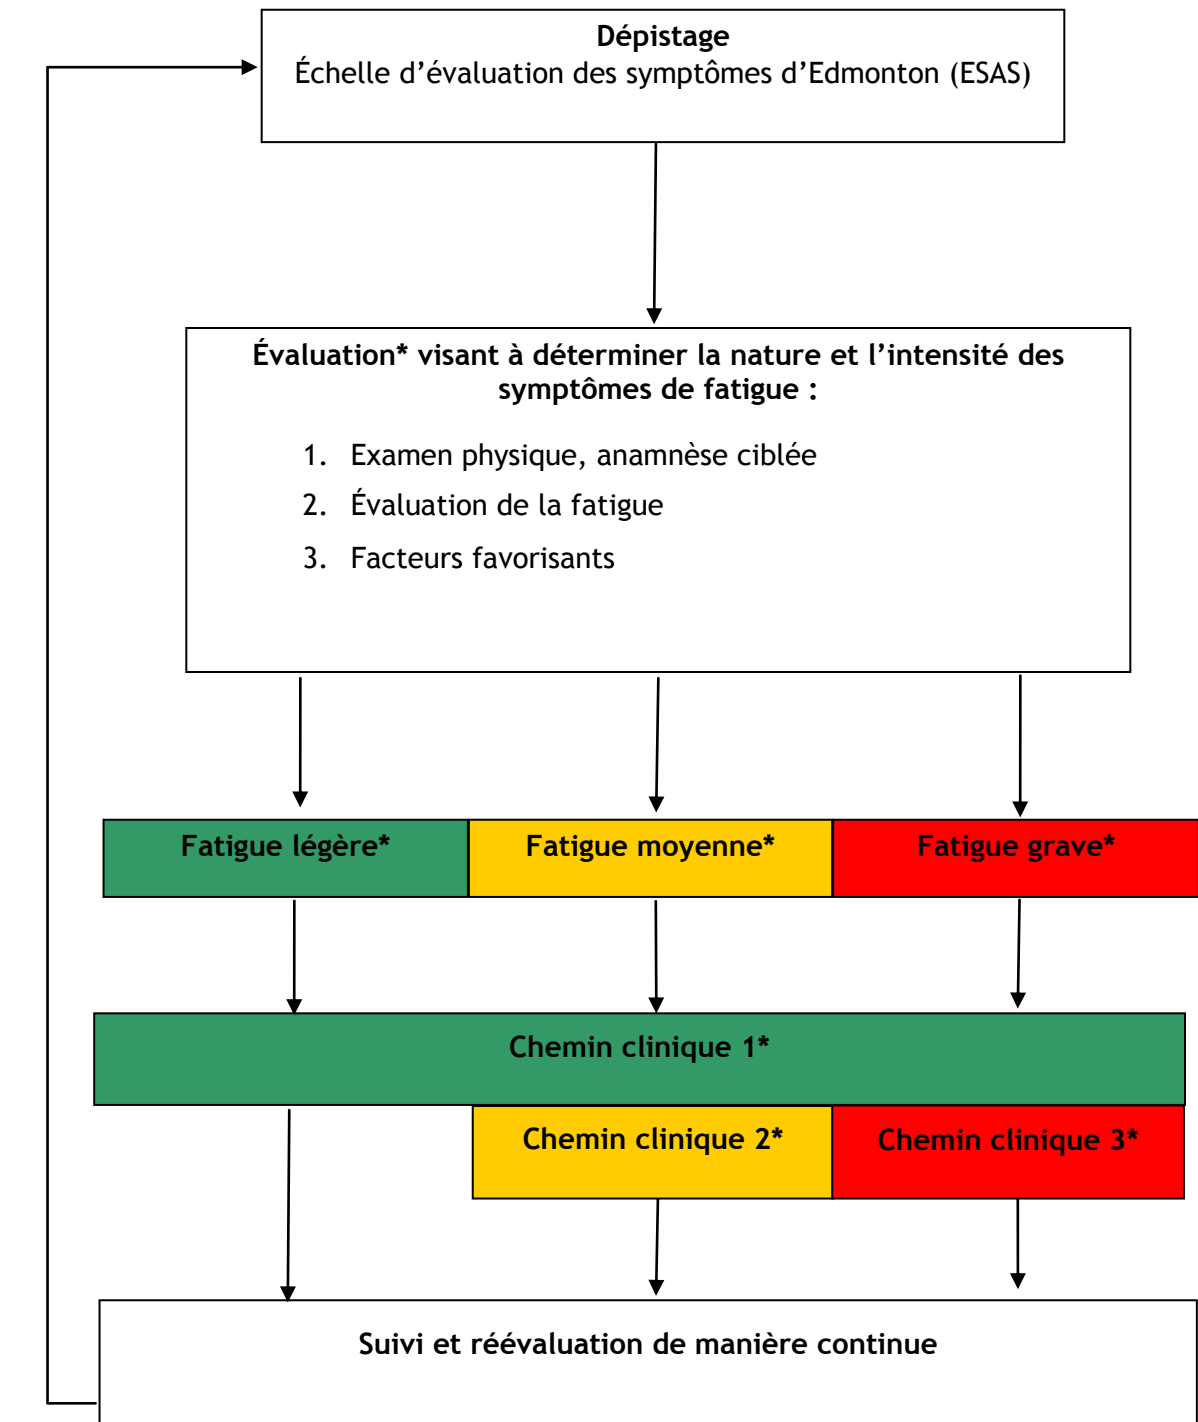 Dépistage
Échelle d’évaluation des symptômes d’Edmonton (ESAS)
Évaluation* visant à déterminer la nature et l’intensité des
symptômes de fatigue :
1. Examen physique, anamnèse ciblée
2. Évaluation de la fatigue
3. Facteurs favorisants
Fatigue légère*
Fatigue moyenne*
Fatigue grave*
Chemin clinique 1*
Chemin clinique 2*
Chemin clinique 3*
Suivi et réévaluation de manière continue